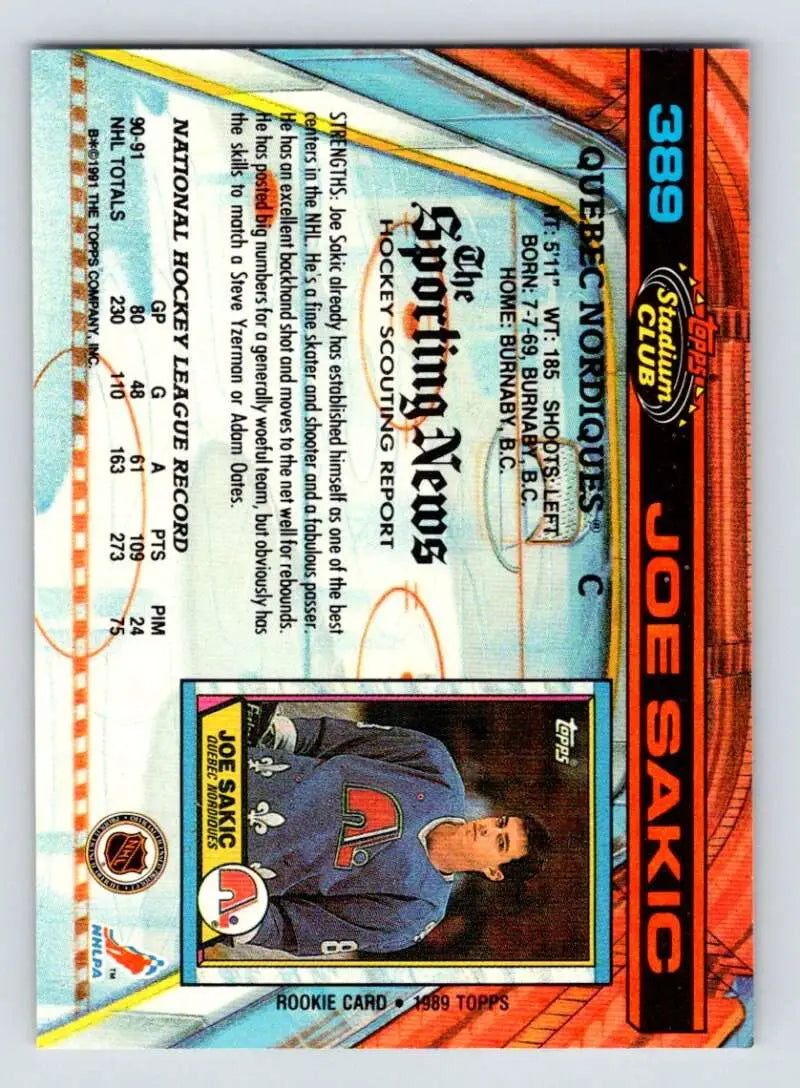 389
TOPPS
Stadium
CLUB
JOE SAKIC
QUEBEC NORDIQUES® C
HT: 5'11" WT: 185 SHOOTS: LEFT
BORN: 7-7-69, BURNABY, B.C.
HOME: BURNABY, B.C.
The
Sporting News
HOCKEY SCOUTING REPORT
STRENGTHS: Joe Sakic already has established himself as one of the best
centers in the NHL. He's a fine skater and shooter and a fabulous passer.
He has an excellent backhand shot and moves to the net well for rebounds.
He has posted big numbers for a generally woeful team, but obviously has
the skills to match a Steve Yzerman or Adam Oates.
NATIONAL HOCKEY LEAGUE RECORD
GP G A PTS PIM
90-91 80 48 61 109 24
NHL TOTALS 230 110 163 273 75
B*©1991 THE TOPPS COMPANY, INC.
TOPPS®
8
JOE SAKIC
QUEBEC NORDIQUES
®
ROOKIE CARD • 1989 TOPPS
NHL
NHLPA
TM